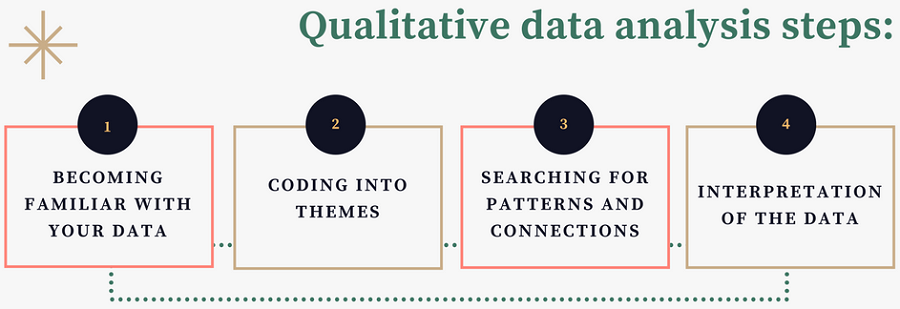 Qualitative data analysis steps:
1
BECOMING
FAMILIAR WITH
YOUR DATA
2
CODING INTO
THEMES
3
SEARCHING FOR
PATTERNS AND
CONNECTIONS
4
INTERPRETATION
OF THE DATA